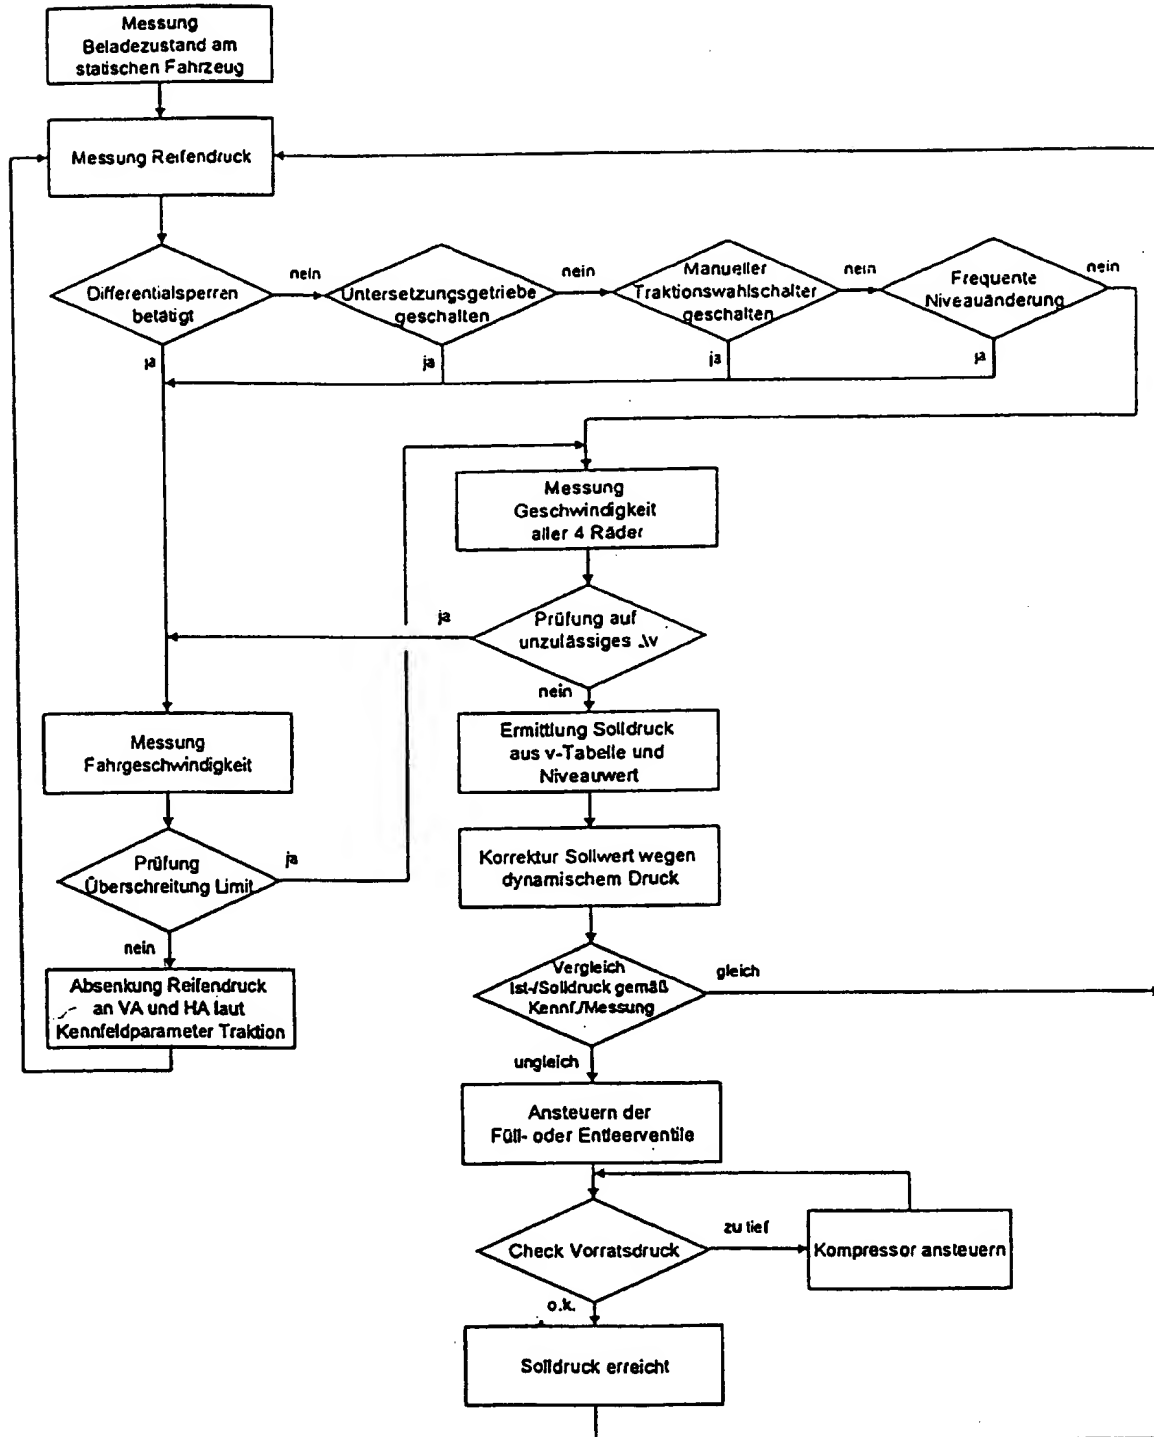 Messung
Beladezustand am
statischen Fahrzeug
Messung Reifendruck
Differentialsperren
betätigt
nein
ja
Untersetzungsgetriebe
geschalten
nein
ja
Manueller
Traktionswahlschalter
geschalten
nein
ja
Frequente
Niveauänderung
nein
ja
Messung
Geschwindigkeit
aller 4 Räder
Prüfung auf
unzulässiges Δv
ja
nein
Messung
Fahrgeschwindigkeit
Ermittlung Solldruck
aus v-Tabelle und
Niveauwert
Prüfung
Überschreitung Limit
ja
nein
Korrektur Sollwert wegen
dynamischem Druck
Absenkung Reifendruck
an VA und HA laut
Kennfeldparameter Traktion
Vergleich
Ist-/Solldruck gemäß
Kennf./Messung
gleich
ungleich
Ansteuern der
Füll- oder Entleerventile
Check Vorratsdruck
zu tief
Kompressor ansteuern
o.k.
Solldruck erreicht